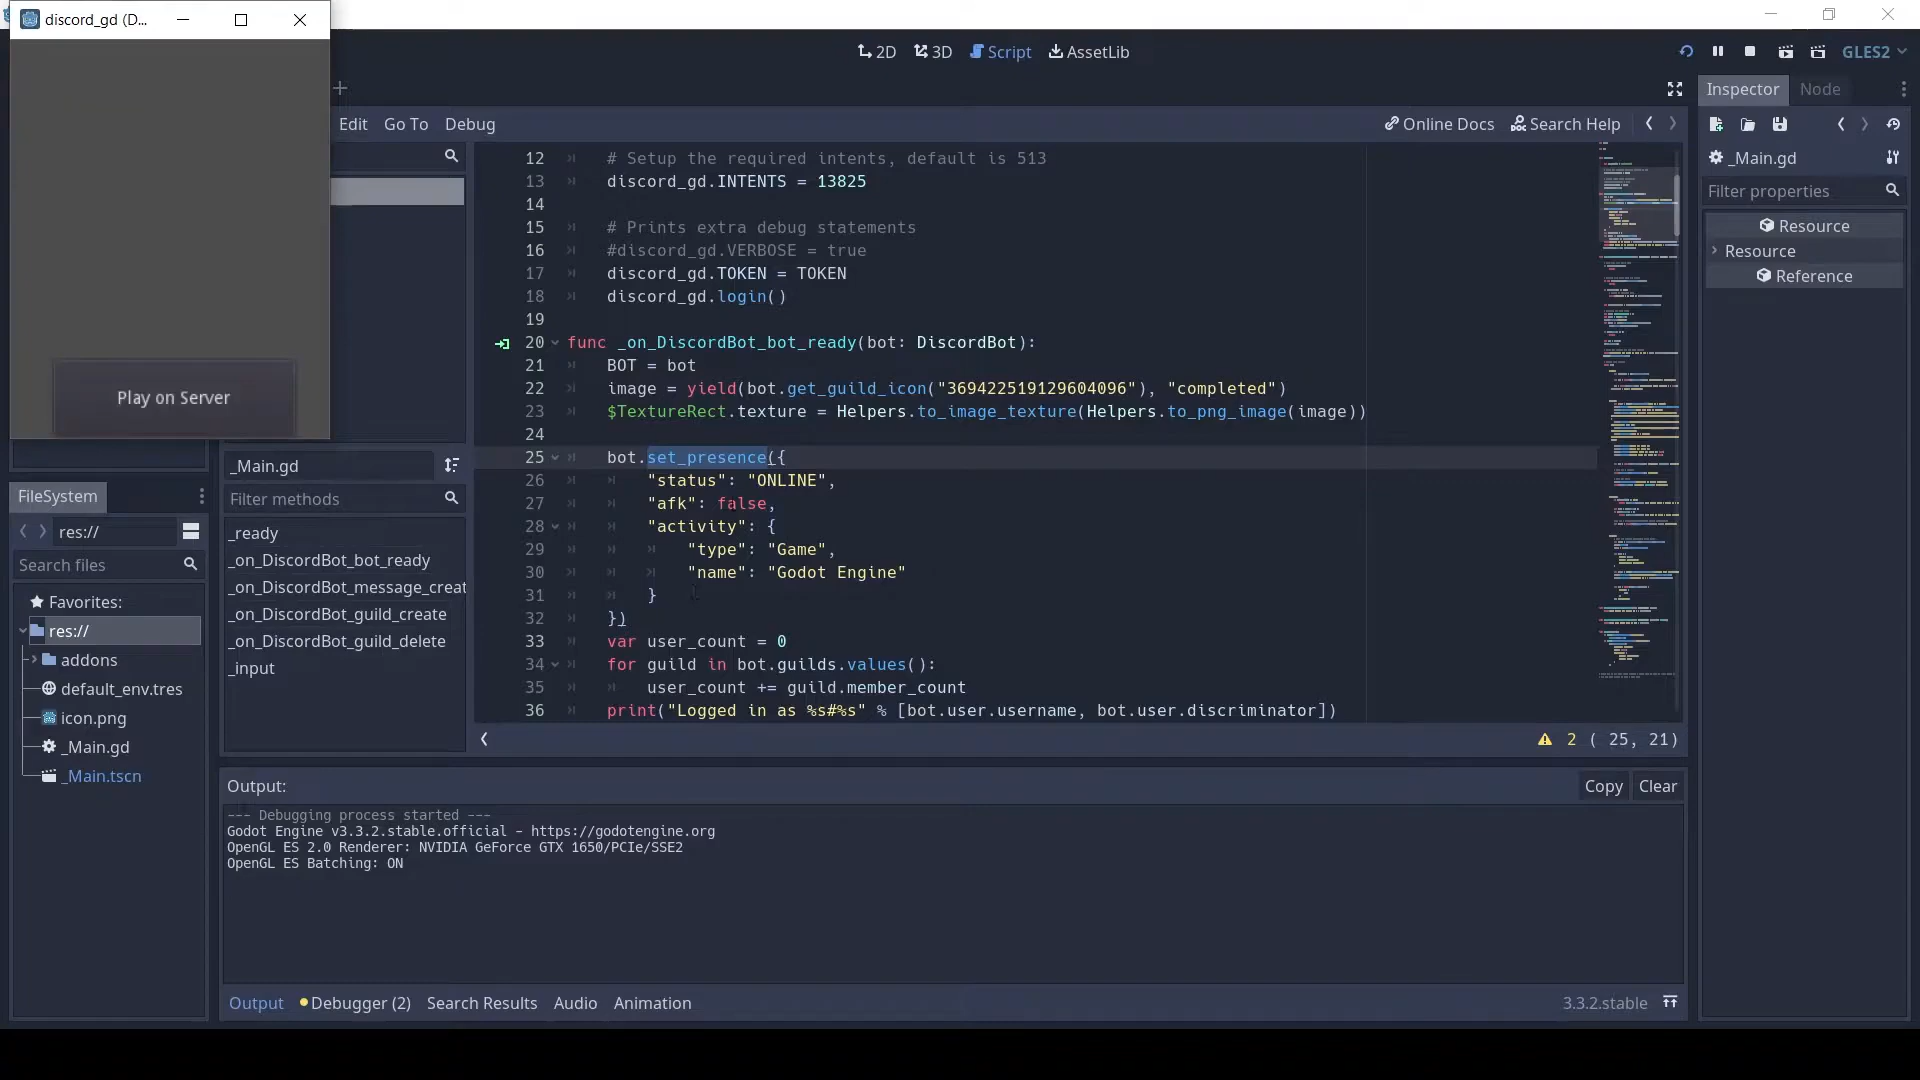 discord_gd (D...
2D
3D
Script
AssetLib
GLES2
Edit
Go To
Debug
Online Docs
Search Help
Inspector
Node
_Main.gd
Filter properties
Resource
Resource
Reference
Play on Server
12 # Setup the required intents, default is 513
13 discord_gd.INTENTS = 13825
14
15 # Prints extra debug statements
16 #discord_gd.VERBOSE = true
17 discord_gd.TOKEN = TOKEN
18 discord_gd.login()
19
20 func _on_DiscordBot_bot_ready(bot: DiscordBot):
21 BOT = bot
22 image = yield(bot.get_guild_icon("369422519129604096"), "completed")
23 $TextureRect.texture = Helpers.to_image_texture(Helpers.to_png_image(image))
24
25 bot.set_presence({
26 "status": "ONLINE",
27 "afk": false,
28 "activity": {
29 "type": "Game",
30 "name": "Godot Engine"
31 }
32 })
33 var user_count = 0
34 for guild in bot.guilds.values():
35 user_count += guild.member_count
36 print("Logged in as %s#%s" % [bot.user.username, bot.user.discriminator])
2 ( 25, 21)
_Main.gd
Filter methods
_ready
_on_DiscordBot_bot_ready
_on_DiscordBot_message_creat
_on_DiscordBot_guild_create
_on_DiscordBot_guild_delete
_input
FileSystem
res://
Search files
Favorites:
res://
addons
default_env.tres
icon.png
_Main.gd
_Main.tscn
Output:
Copy
Clear
--- Debugging process started ---
Godot Engine v3.3.2.stable.official - https://godotengine.org
OpenGL ES 2.0 Renderer: NVIDIA GeForce GTX 1650/PCIe/SSE2
OpenGL ES Batching: ON
Output
Debugger (2)
Search Results
Audio
Animation
3.3.2.stable